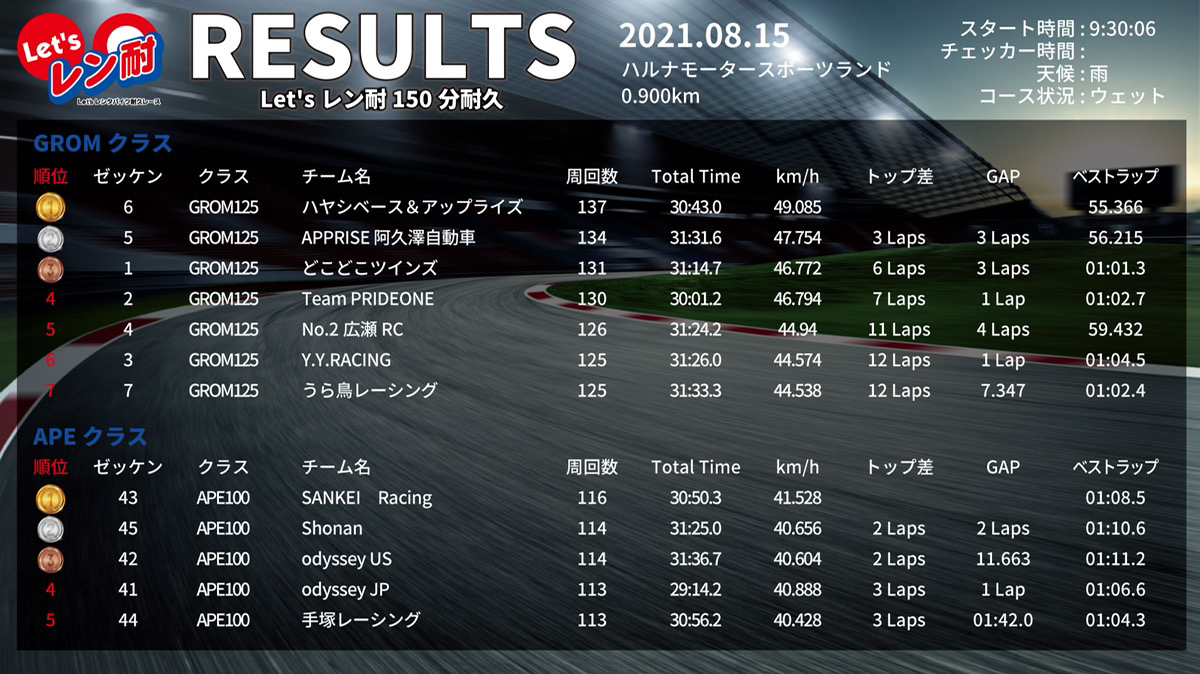 Let's
レン耐
Let's レンタバイク耐久レース
RESULTS
Let's レン耐 150 分耐久
2021.08.15
ハルナモータースポーツランド
0.900km
スタート時間 : 9:30:06
チェッカー時間 :
天候 : 雨
コース状況 : ウェット
GROM クラス
順位 ゼッケン クラス チーム名 周回数 Total Time km/h トップ差 GAP ベストラップ
1 6 GROM125 ハヤシベース＆アップライズ 137 30:43.0 49.085 55.366
2 5 GROM125 APPRISE 阿久澤自動車 134 31:31.6 47.754 3 Laps 3 Laps 56.215
3 1 GROM125 どこどこツインズ 131 31:14.7 46.772 6 Laps 3 Laps 01:01.3
4 2 GROM125 Team PRIDEONE 130 30:01.2 46.794 7 Laps 1 Lap 01:02.7
5 4 GROM125 No.2 広瀬 RC 126 31:24.2 44.94 11 Laps 4 Laps 59.432
6 3 GROM125 Y.Y.RACING 125 31:26.0 44.574 12 Laps 1 Lap 01:04.5
7 7 GROM125 うら鳥レーシング 125 31:33.3 44.538 12 Laps 7.347 01:02.4
APE クラス
順位 ゼッケン クラス チーム名 周回数 Total Time km/h トップ差 GAP ベストラップ
1 43 APE100 SANKEI　Racing 116 30:50.3 41.528 01:08.5
2 45 APE100 Shonan 114 31:25.0 40.656 2 Laps 2 Laps 01:10.6
3 42 APE100 odyssey US 114 31:36.7 40.604 2 Laps 11.663 01:11.2
4 41 APE100 odyssey JP 113 29:14.2 40.888 3 Laps 1 Lap 01:06.6
5 44 APE100 手塚レーシング 113 30:56.2 40.428 3 Laps 01:42.0 01:04.3